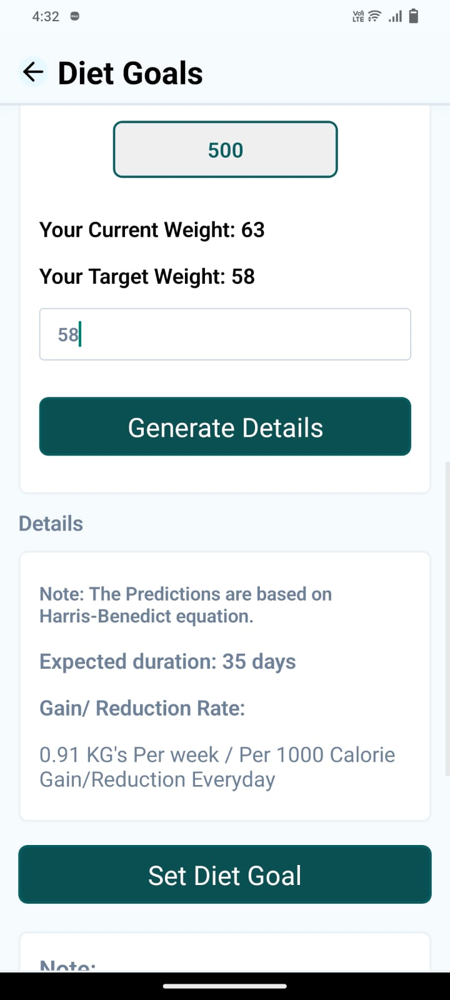 4:32
Vo)) LTE
Diet Goals
500
Your Current Weight: 63
Your Target Weight: 58
58
Generate Details
Details
Note: The Predictions are based on
Harris-Benedict equation.
Expected duration: 35 days
Gain/ Reduction Rate:
0.91 KG's Per week / Per 1000 Calorie
Gain/Reduction Everyday
Set Diet Goal
Note: